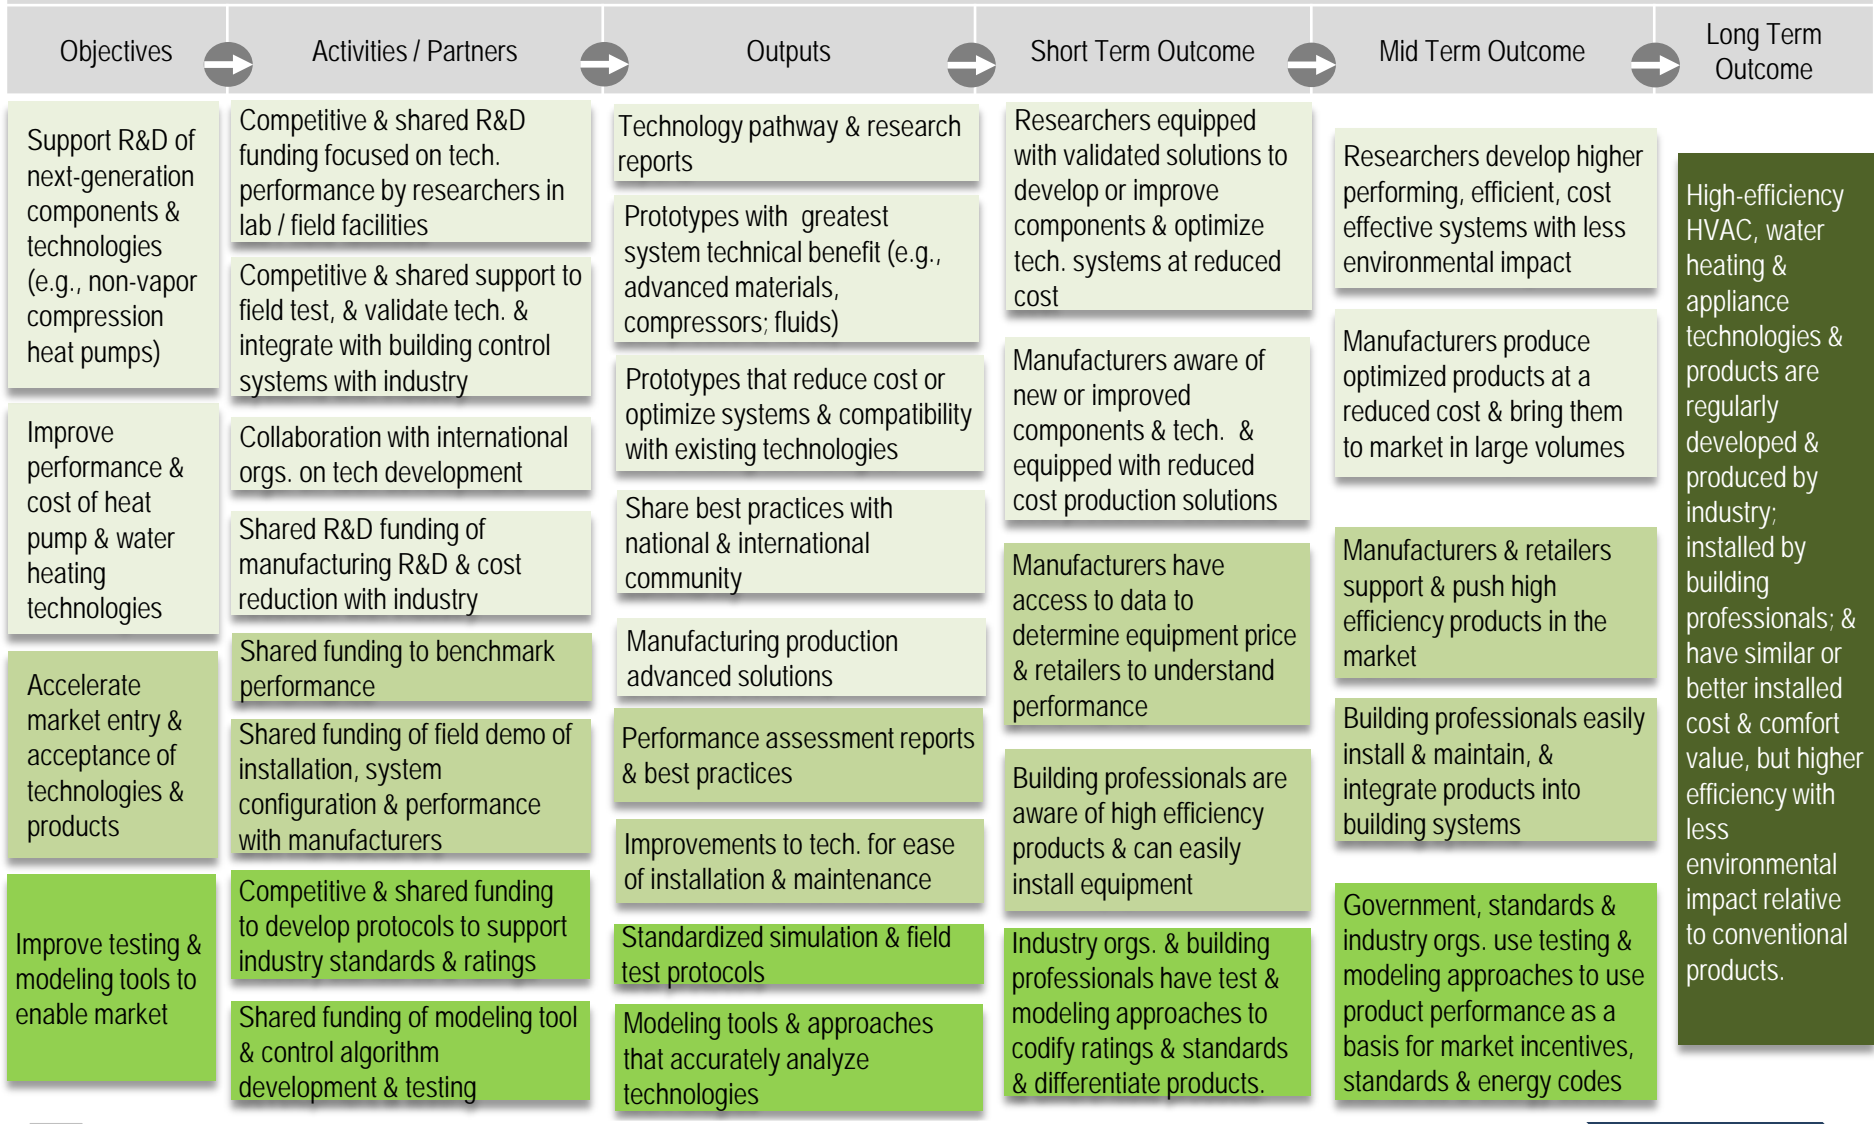 Objectives
Activities / Partners
Outputs
Short Term Outcome
Mid Term Outcome
Long Term
Outcome
Support R&D of
next-generation
components &
technologies
(e.g., non-vapor
compression
heat pumps)
Improve
performance &
cost of heat
pump & water
heating
technologies
Accelerate
market entry &
acceptance of
technologies &
products
Improve testing &
modeling tools to
enable market
Competitive & shared R&D
funding focused on tech.
performance by researchers in
lab / field facilities
Competitive & shared support to
field test, & validate tech. &
integrate with building control
systems with industry
Collaboration with international
orgs. on tech development
Shared R&D funding of
manufacturing R&D & cost
reduction with industry
Shared funding to benchmark
performance
Shared funding of field demo of
installation, system
configuration & performance
with manufacturers
Competitive & shared funding
to develop protocols to support
industry standards & ratings
Shared funding of modeling tool
& control algorithm
development & testing
Technology pathway & research
reports
Prototypes with greatest
system technical benefit (e.g.,
advanced materials,
compressors; fluids)
Prototypes that reduce cost or
optimize systems & compatibility
with existing technologies
Share best practices with
national & international
community
Manufacturing production
advanced solutions
Performance assessment reports
& best practices
Improvements to tech. for ease
of installation & maintenance
Standardized simulation & field
test protocols
Modeling tools & approaches
that accurately analyze
technologies
Researchers equipped
with validated solutions to
develop or improve
components & optimize
tech. systems at reduced
cost
Manufacturers aware of
new or improved
components & tech. &
equipped with reduced
cost production solutions
Manufacturers have
access to data to
determine equipment price
& retailers to understand
performance
Building professionals are
aware of high efficiency
products & can easily
install equipment
Industry orgs. & building
professionals have test &
modeling approaches to
codify ratings & standards
& differentiate products.
Researchers develop higher
performing, efficient, cost
effective systems with less
environmental impact
Manufacturers produce
optimized products at a
reduced cost & bring them
to market in large volumes
Manufacturers & retailers
support & push high
efficiency products in the
market
Building professionals easily
install & maintain, &
integrate products into
building systems
Government, standards &
industry orgs. use testing &
modeling approaches to use
product performance as a
basis for market incentives,
standards & energy codes
High-efficiency
HVAC, water
heating &
appliance
technologies &
products are
regularly
developed &
produced by
industry;
installed by
building
professionals; &
have similar or
better installed
cost & comfort
value, but higher
efficiency with
less
environmental
impact relative
to conventional
products.